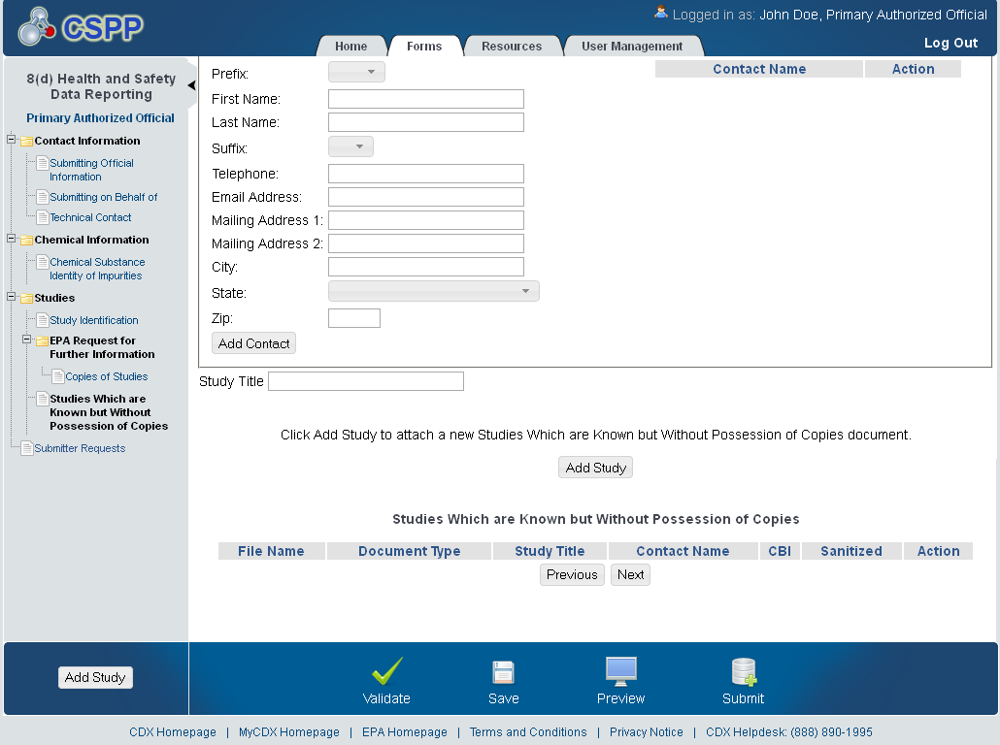 CSPP
Logged in as: John Doe, Primary Authorized Official
Home
Forms
Resources
User Management
Log Out
8(d) Health and Safety
Data Reporting
Primary Authorized Official
Contact Information
Submitting Official
Information
Submitting on Behalf of
Technical Contact
Chemical Information
Chemical Substance
Identity of Impurities
Studies
Study Identification
EPA Request for
Further Information
Copies of Studies
Studies Which are
Known but Without
Possession of Copies
Submitter Requests
Prefix:
First Name:
Last Name:
Suffix:
Telephone:
Email Address:
Mailing Address 1:
Mailing Address 2:
City:
State:
Zip:
Add Contact
Contact Name Action
Study Title
Click Add Study to attach a new Studies Which are Known but Without Possession of Copies document.
Add Study
Studies Which are Known but Without Possession of Copies
File Name Document Type Study Title Contact Name CBI Sanitized Action
Previous Next
Add Study
Validate
Save
Preview
Submit
CDX Homepage | MyCDX Homepage | EPA Homepage | Terms and Conditions | Privacy Notice | CDX Helpdesk: (888) 890-1995